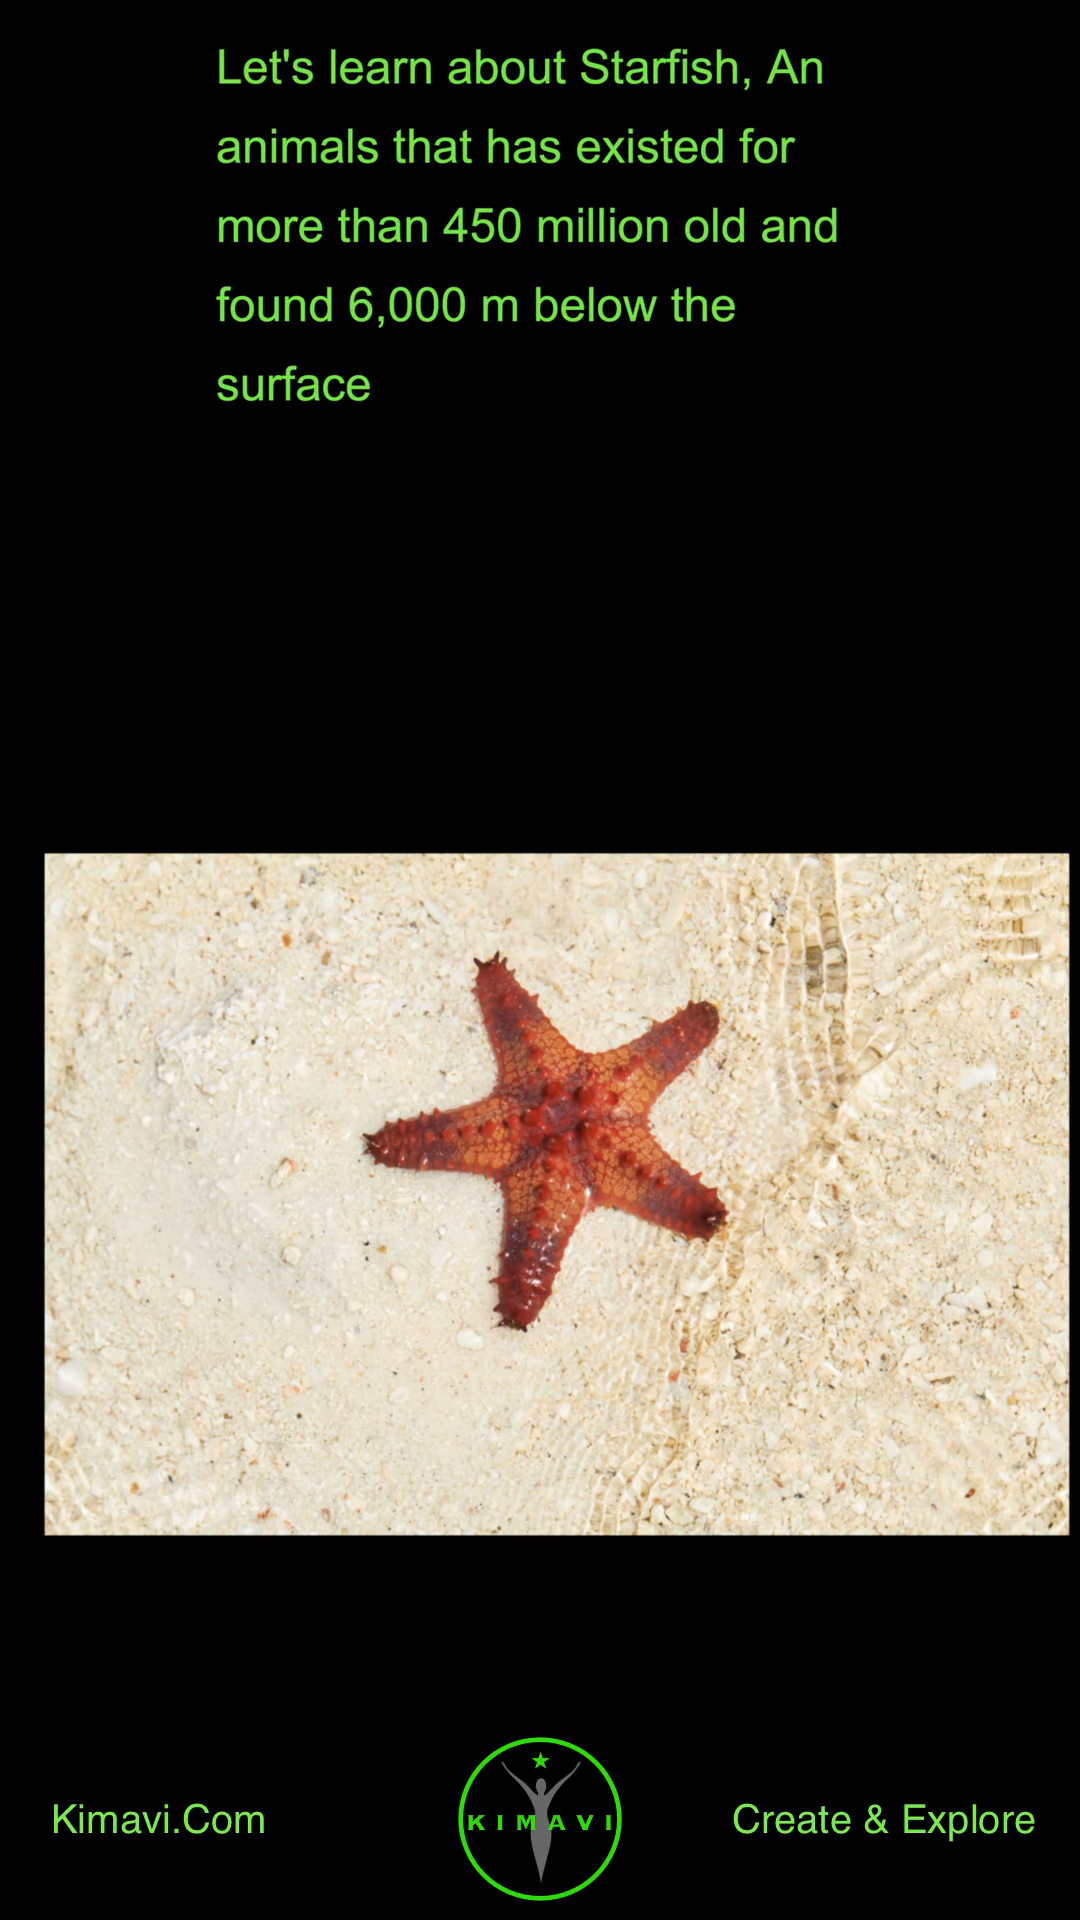 Let's learn about Starfish, An
animals that has existed for
more than 450 million old and
found 6,000 m below the
surface
Kimavi.Com
KIMAVI
Create & Explore